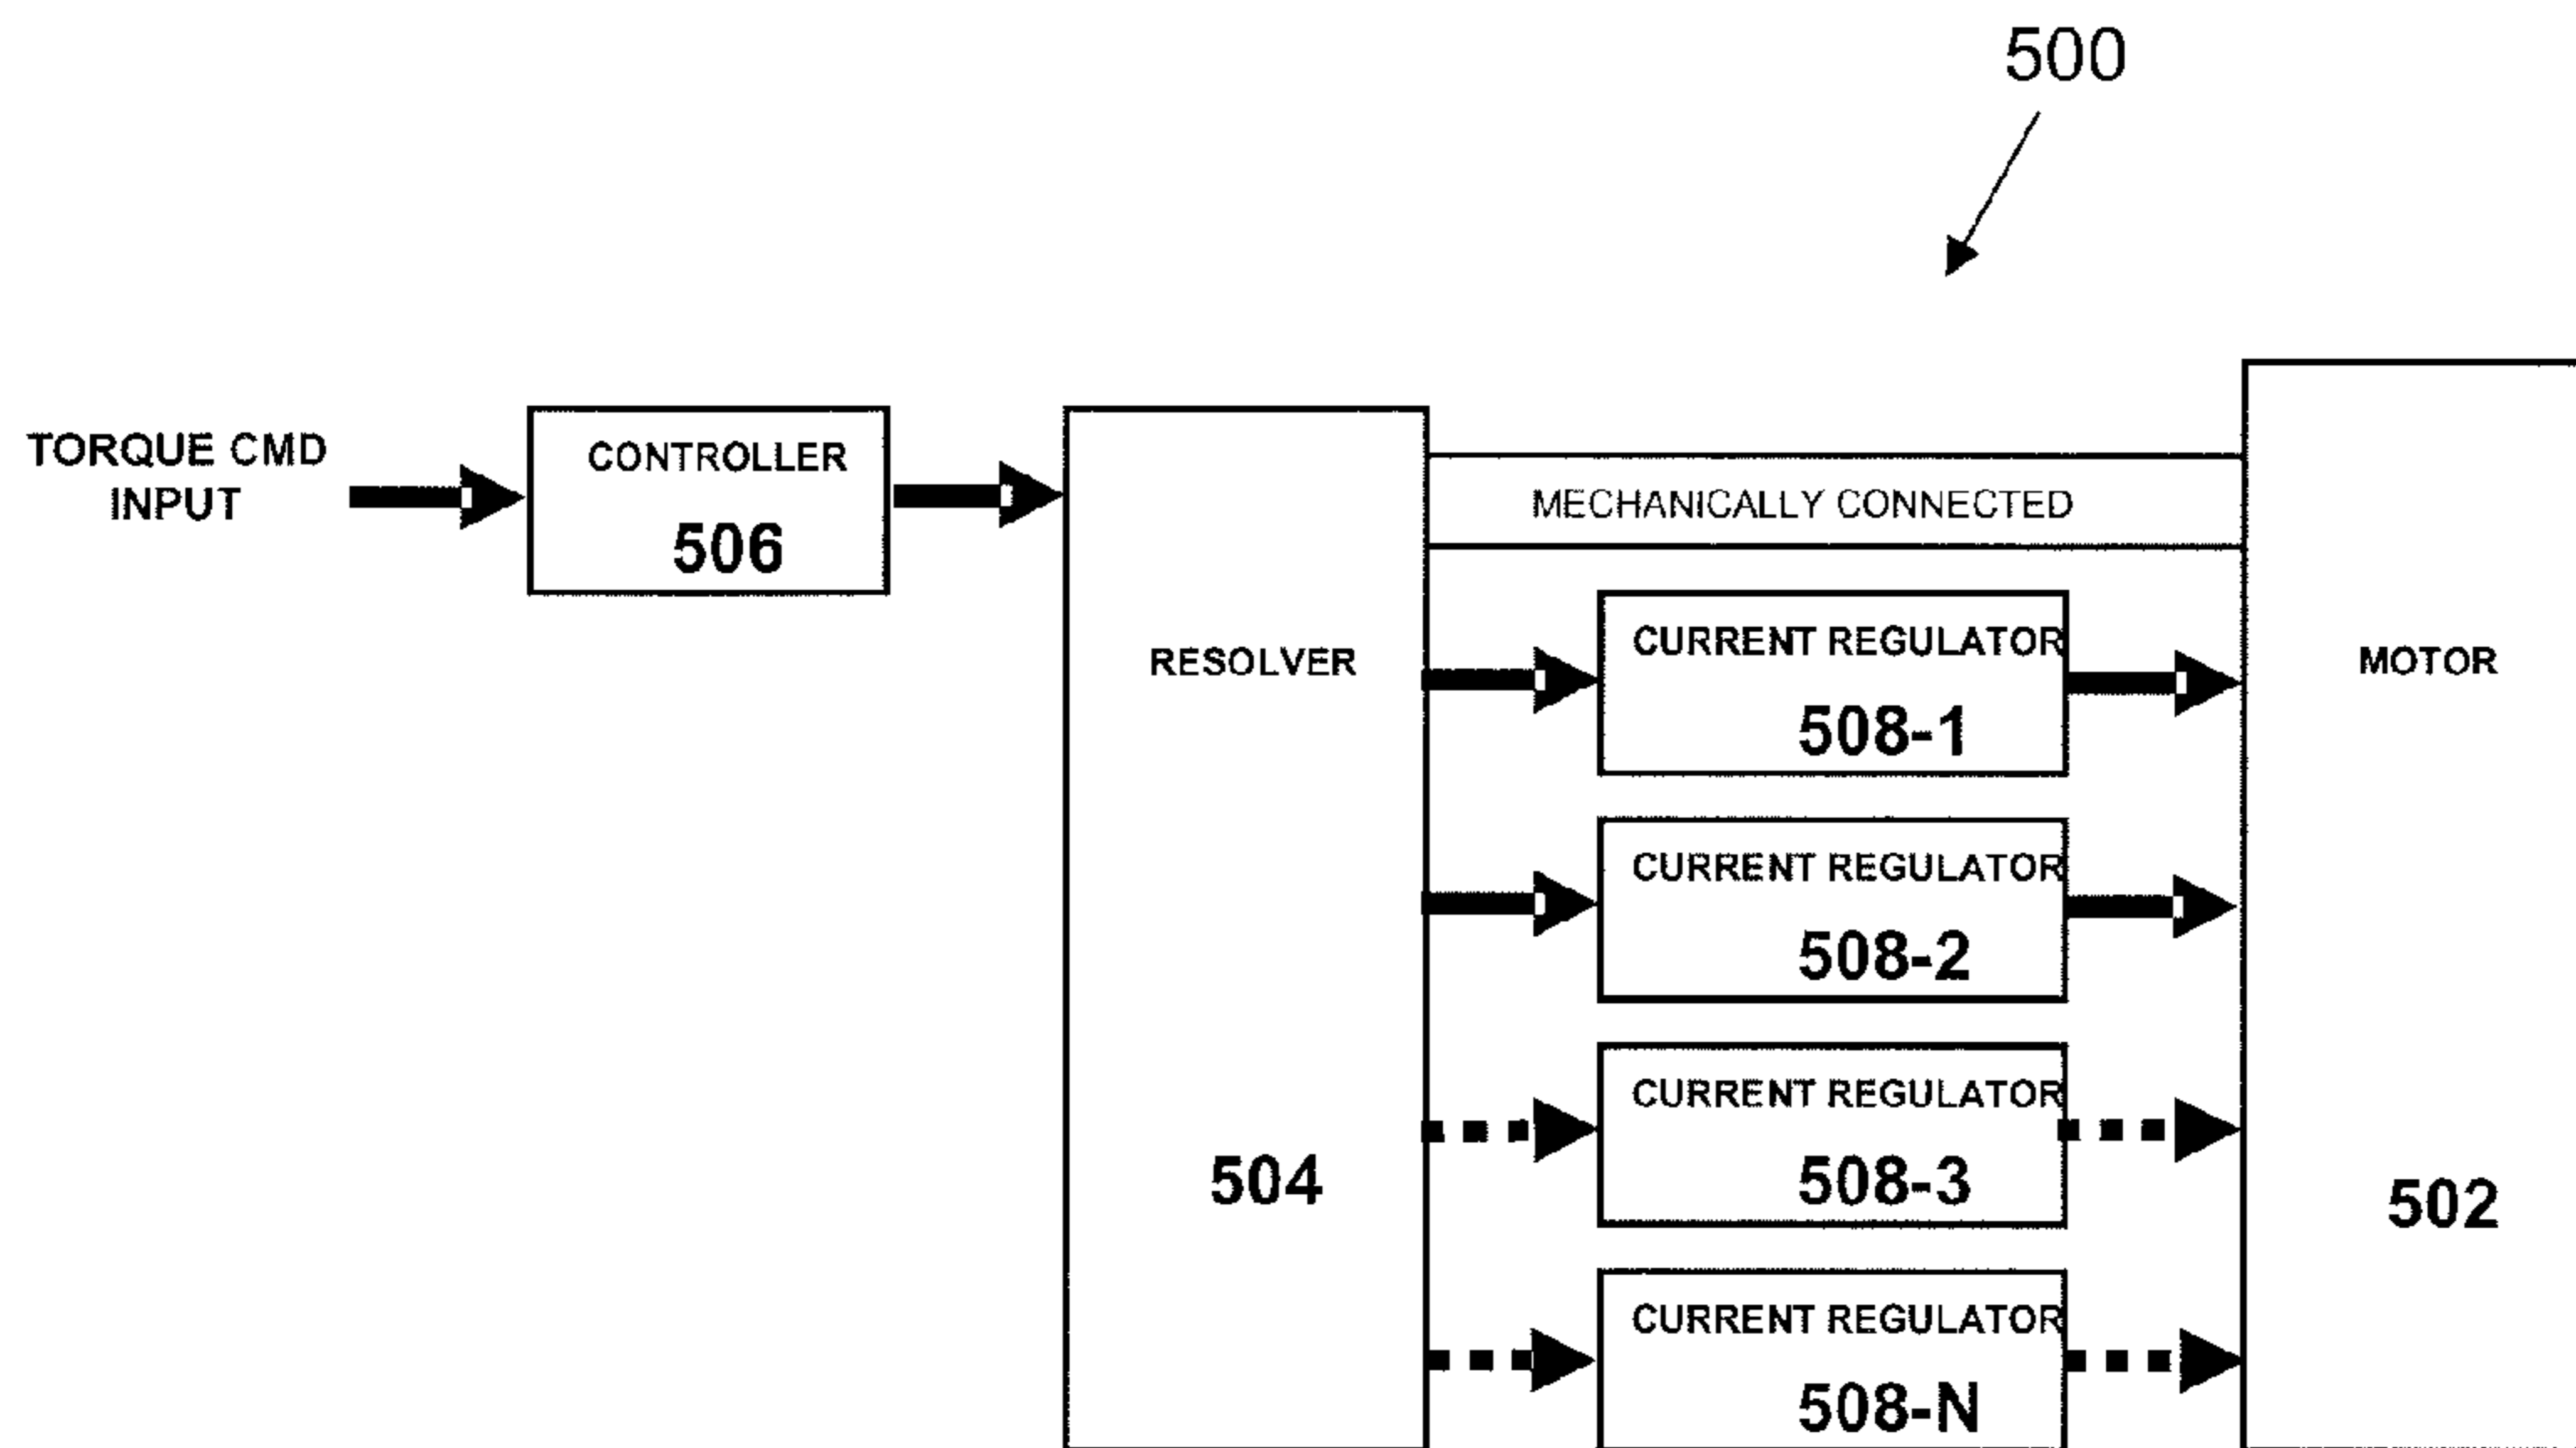 500
TORQUE CMD
INPUT
CONTROLLER
506
MECHANICALLY CONNECTED
RESOLVER
504
CURRENT REGULATOR
508-1
CURRENT REGULATOR
508-2
CURRENT REGULATOR
508-3
CURRENT REGULATOR
508-N
MOTOR
502